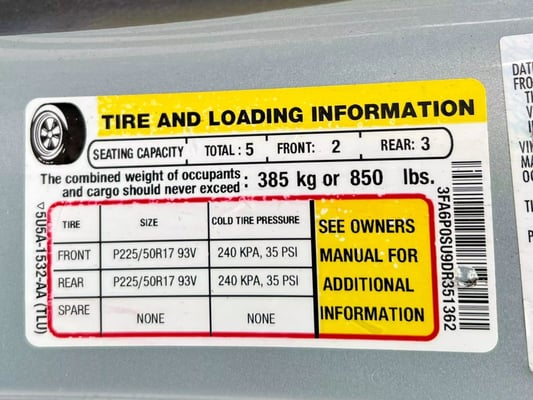 TIRE AND LOADING INFORMATION
SEATING CAPACITY TOTAL : 5 FRONT: 2 REAR: 3
The combined weight of occupants
and cargo should never exceed : 385 kg or 850 lbs.
TIRE SIZE COLD TIRE PRESSURE
FRONT P225/50R17 93V 240 KPA, 35 PSI
REAR P225/50R17 93V 240 KPA, 35 PSI
SPARE NONE NONE
SEE OWNERS
MANUAL FOR
ADDITIONAL
INFORMATION
5U5A-1532-AA (TLU)
3FA6P0SU9DR351362
DATE
VIN